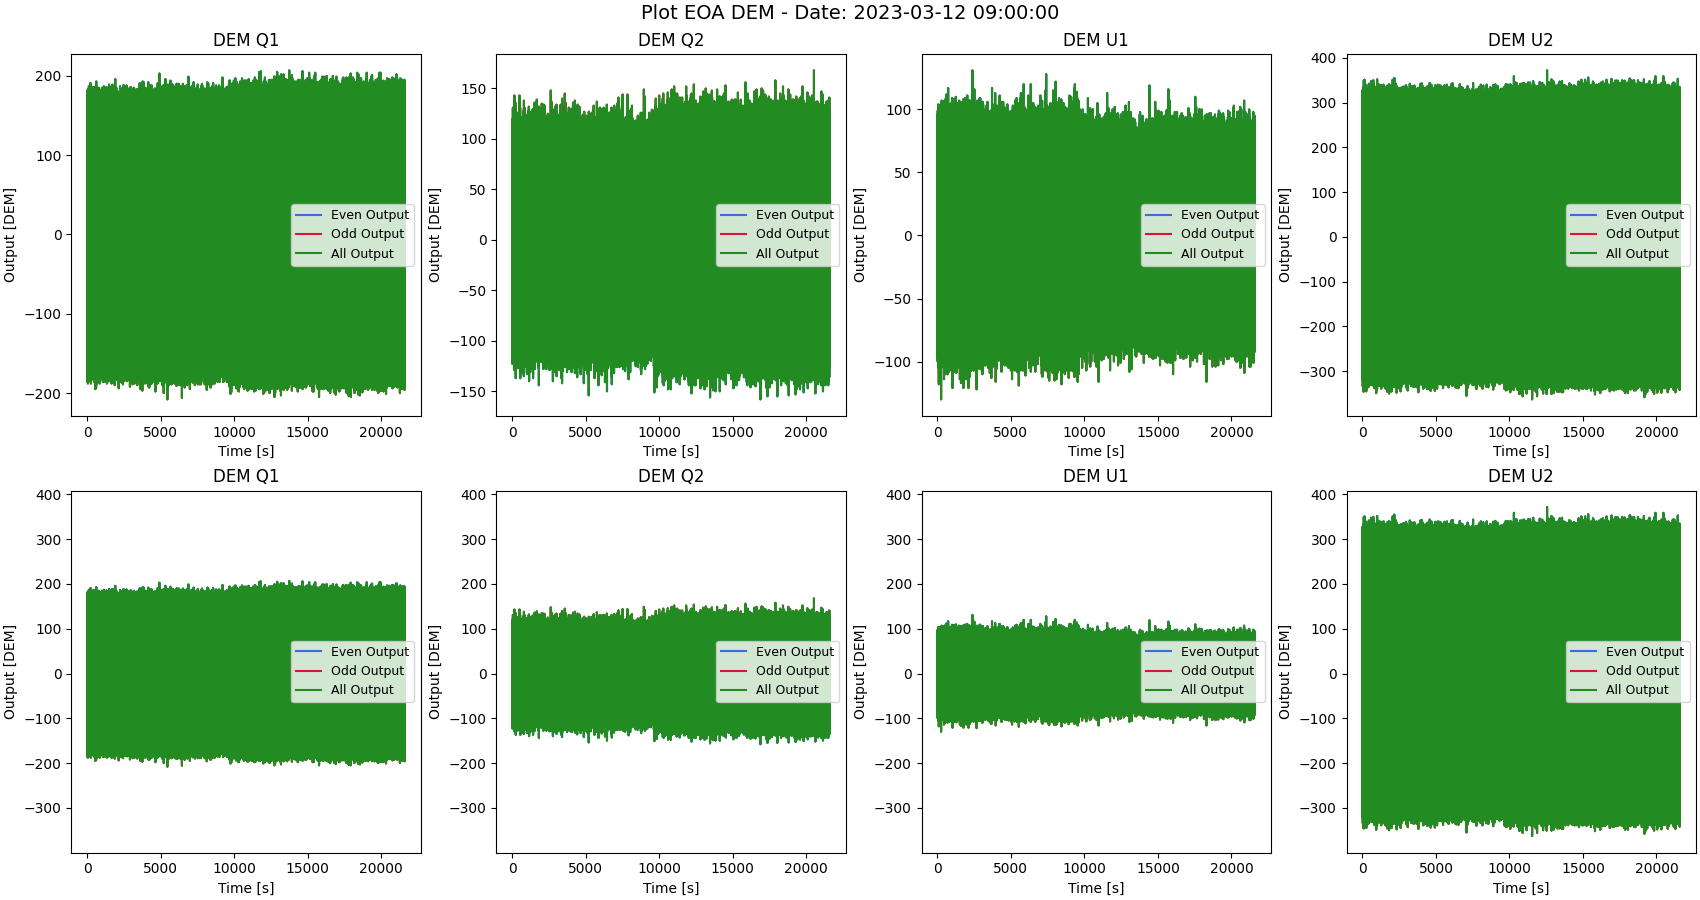 Plot EOA DEM - Date: 2023-03-12 09:00:00
DEM Q1
DEM Q2
DEM U1
DEM U2
Output [DEM]
200
100
0
−100
−200
Even Output
Odd Output
All Output
0 5000 10000 15000 20000
Time [s]
Output [DEM]
150
100
50
0
−50
−100
−150
Even Output
Odd Output
All Output
0 5000 10000 15000 20000
Time [s]
Output [DEM]
100
50
0
−50
−100
Even Output
Odd Output
All Output
0 5000 10000 15000 20000
Time [s]
Output [DEM]
400
300
200
100
0
−100
−200
−300
Even Output
Odd Output
All Output
0 5000 10000 15000 20000
Time [s]
DEM Q1
DEM Q2
DEM U1
DEM U2
Output [DEM]
400
300
200
100
0
−100
−200
−300
Even Output
Odd Output
All Output
0 5000 10000 15000 20000
Time [s]
Output [DEM]
400
300
200
100
0
−100
−200
−300
Even Output
Odd Output
All Output
0 5000 10000 15000 20000
Time [s]
Output [DEM]
400
300
200
100
0
−100
−200
−300
Even Output
Odd Output
All Output
0 5000 10000 15000 20000
Time [s]
Output [DEM]
400
300
200
100
0
−100
−200
−300
Even Output
Odd Output
All Output
0 5000 10000 15000 20000
Time [s]